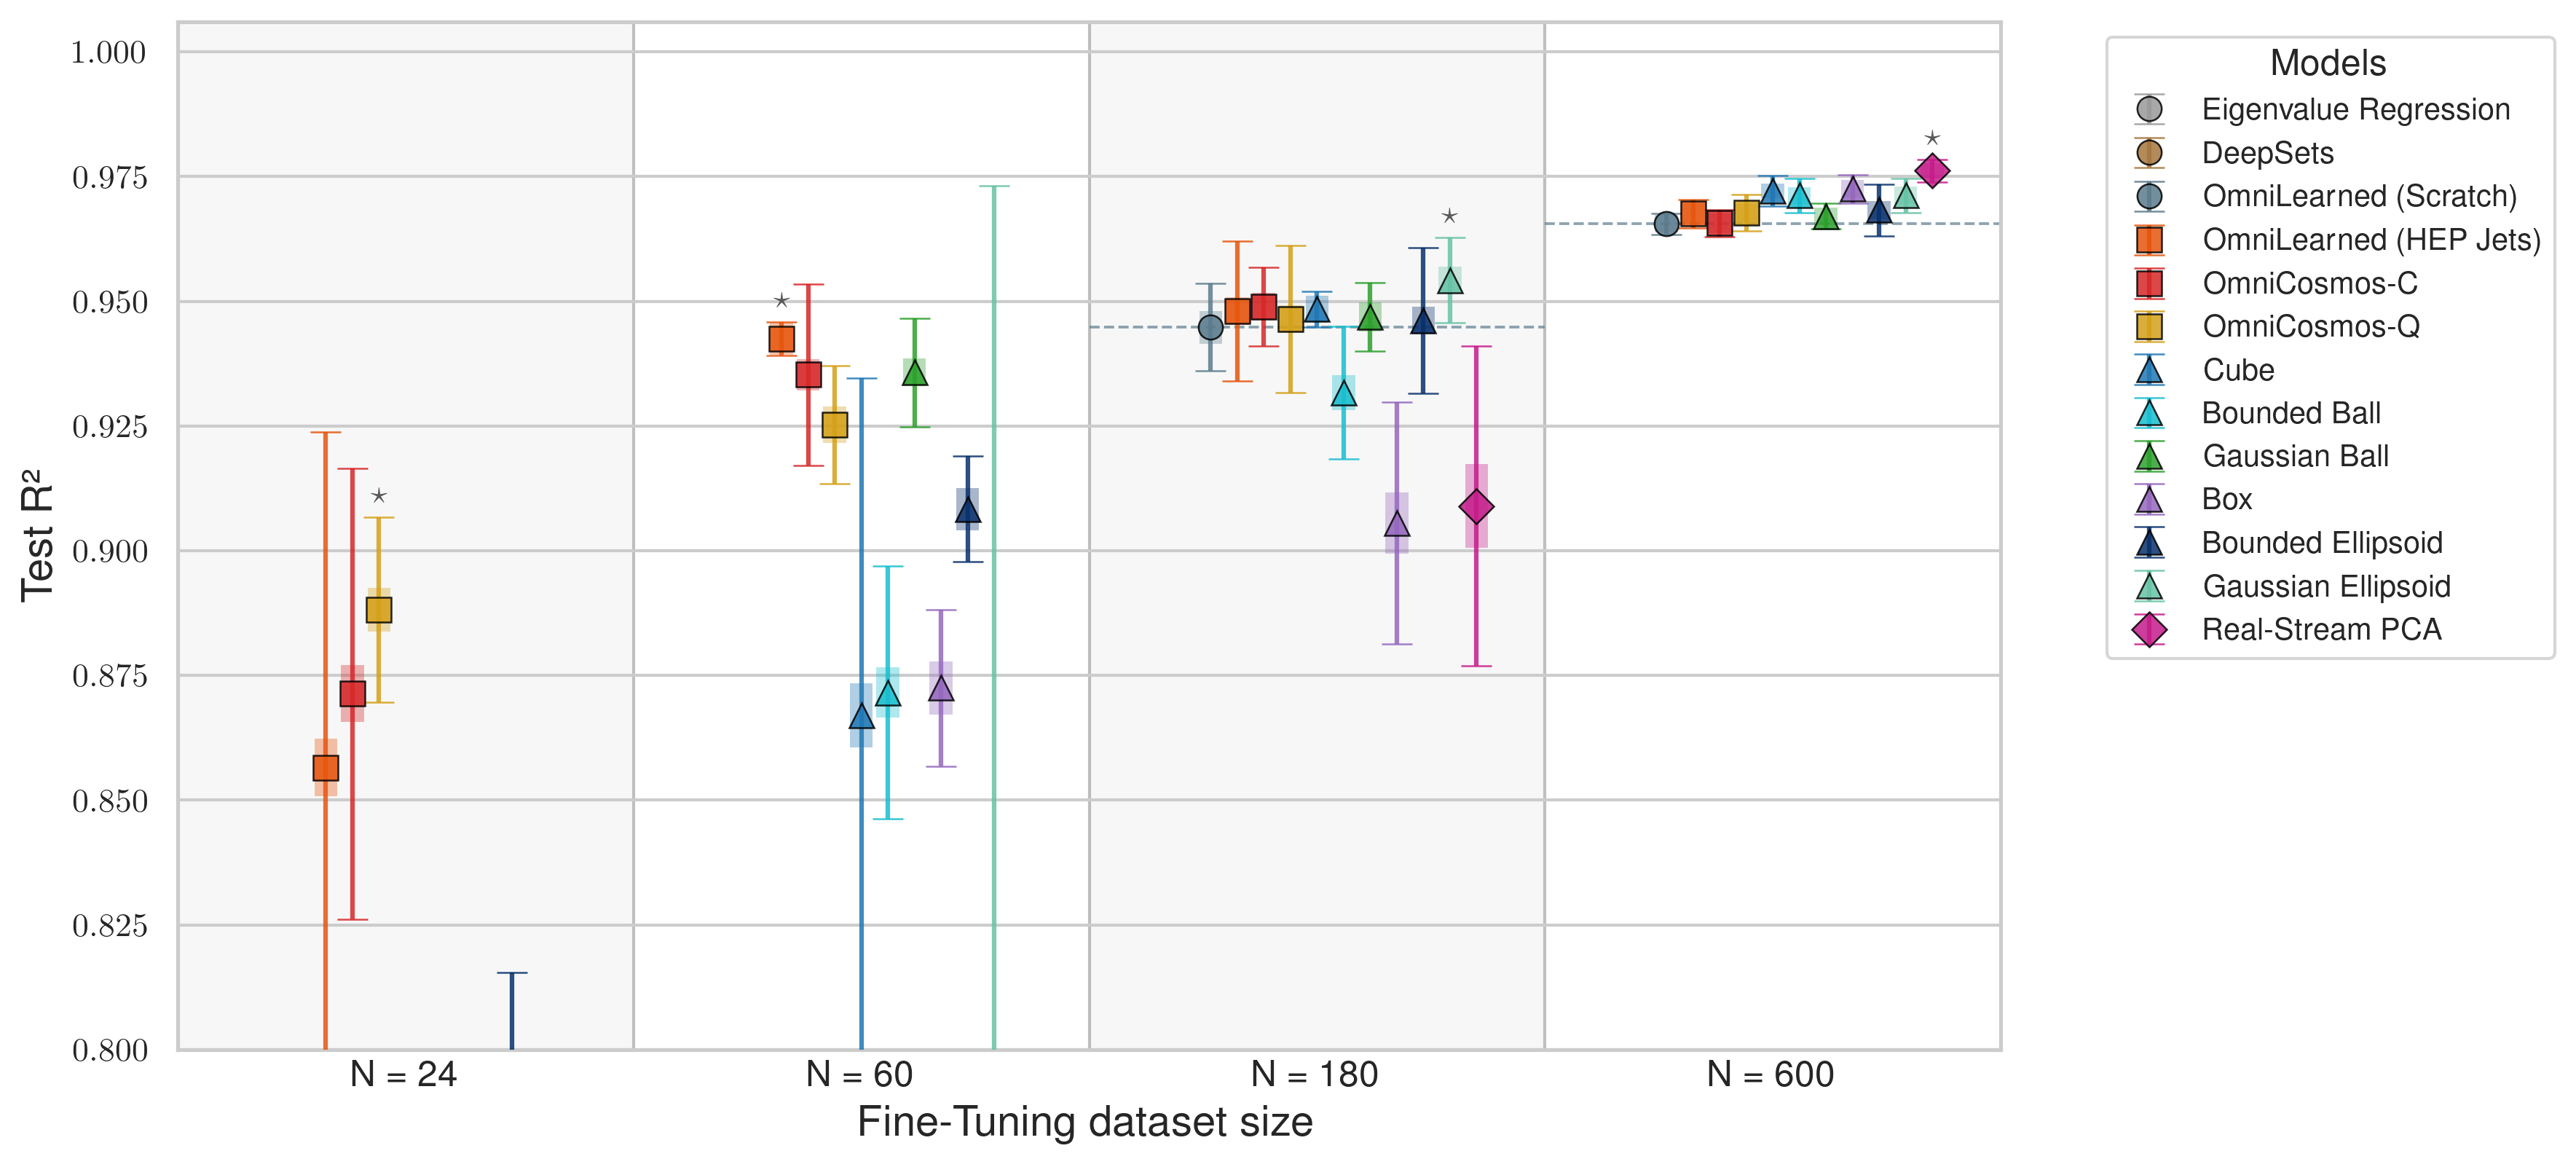 1.000
0.975
0.950
0.925
0.900
0.875
0.850
0.825
0.800
Test R²
N = 24
N = 60
N = 180
N = 600
Fine-Tuning dataset size
Models
Eigenvalue Regression
DeepSets
OmniLearned (Scratch)
OmniLearned (HEP Jets)
OmniCosmos-C
OmniCosmos-Q
Cube
Bounded Ball
Gaussian Ball
Box
Bounded Ellipsoid
Gaussian Ellipsoid
Real-Stream PCA